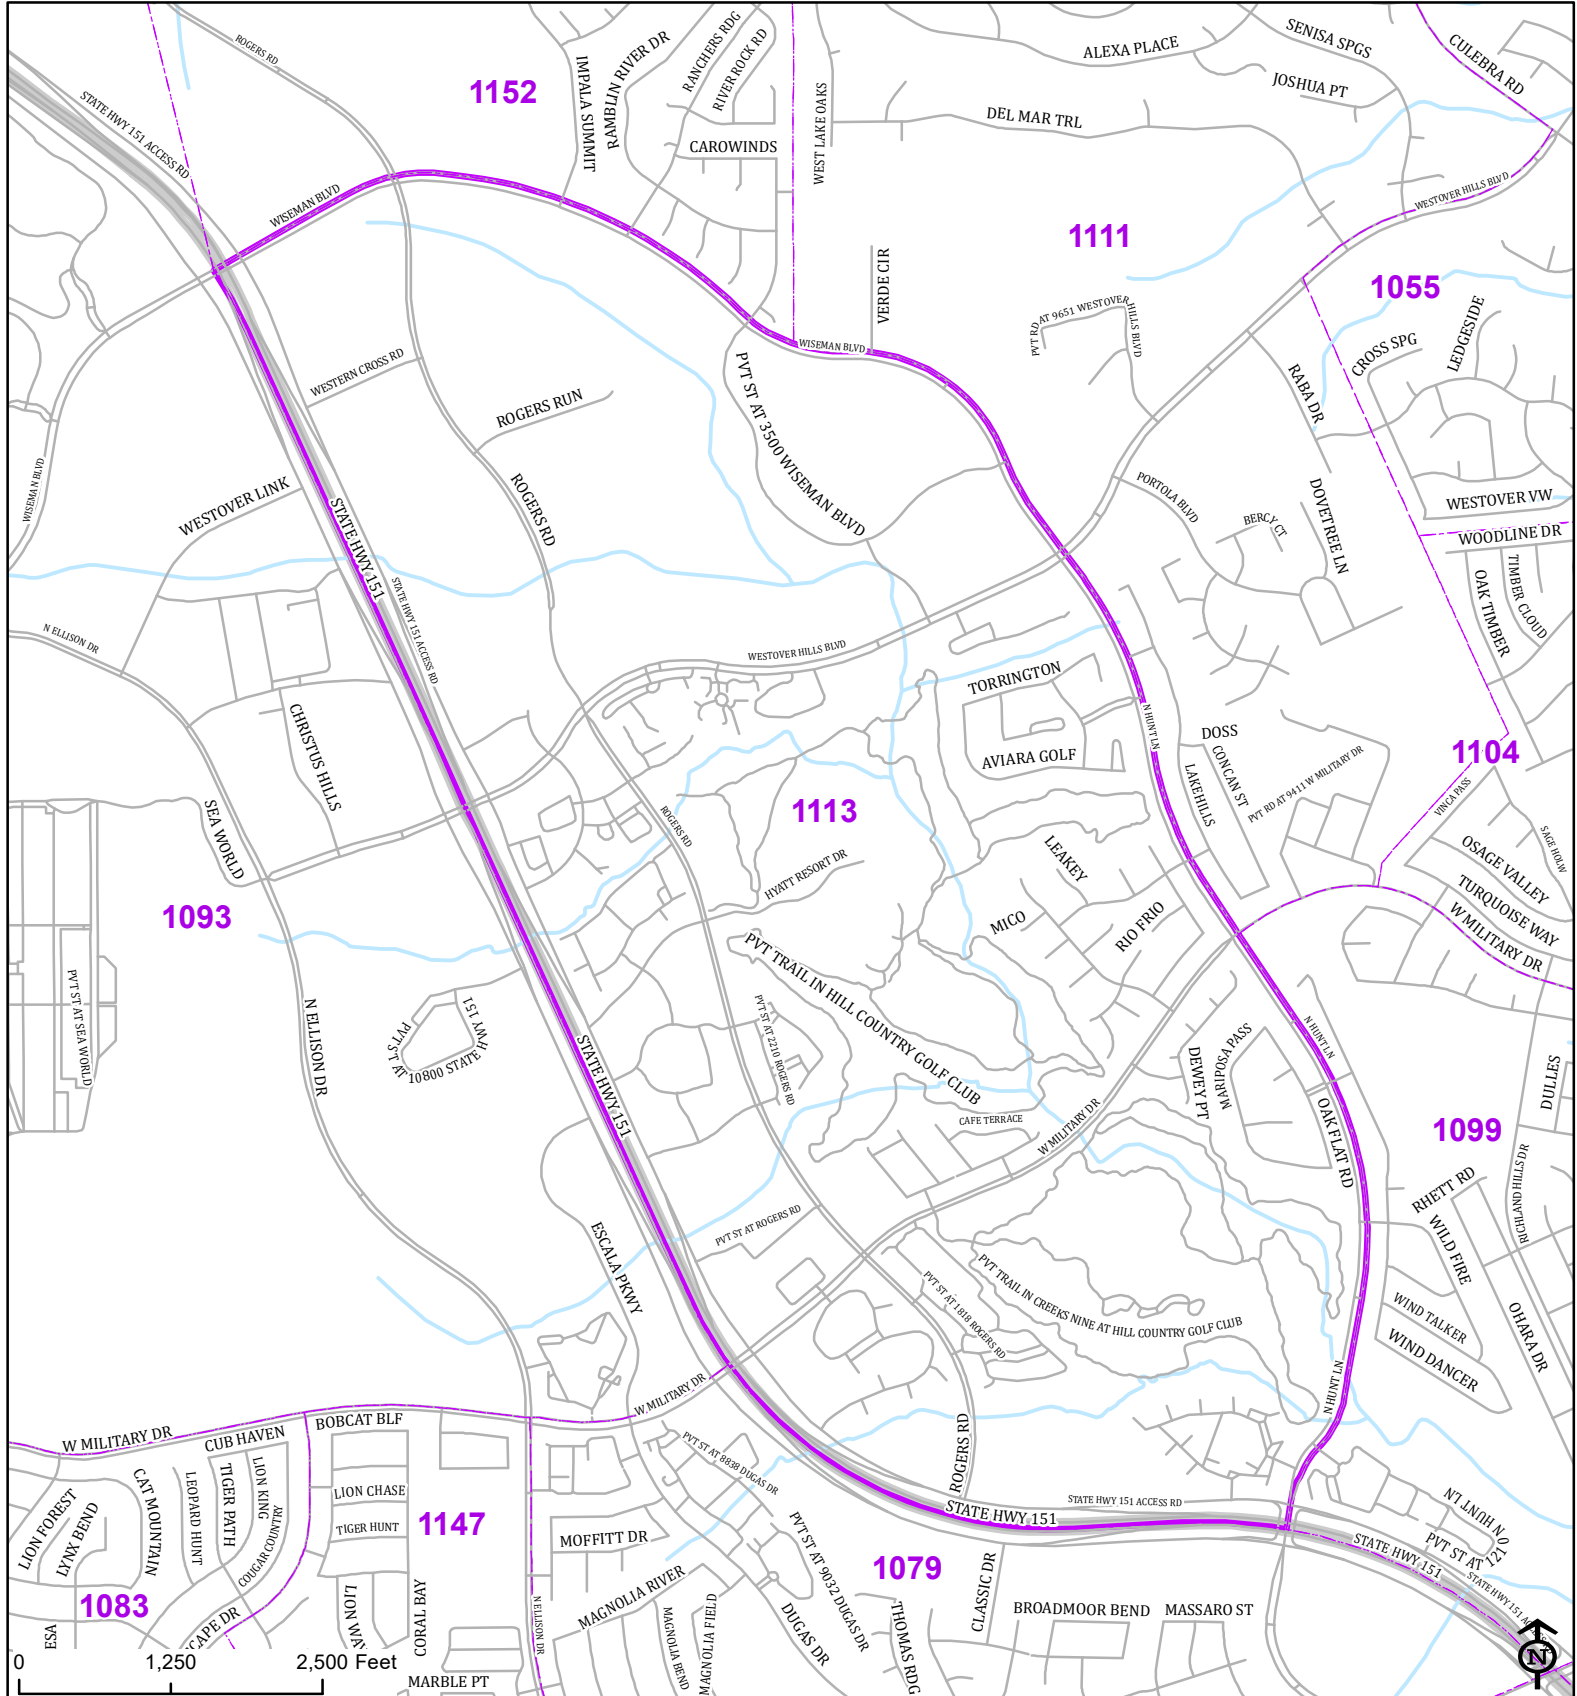 ROGERS RD
STATE HWY 151 ACCESS RD
1152
IMPALA SUMMIT
RAMBLIN RIVER DR
RANCHERS RDG
RIVER ROCK RD
CAROWINDS
WEST LAKE OAKS
ALEXA PLACE
SENISA SPGS
JOSHUA PT
CULEBRA RD
DEL MAR TRL
WISEMAN BLVD
WESTOVER HILLS BLVD
1111
1055
VERDE CIR
PVT RD AT 9651 WESTOVER HILLS BLVD
LEDGESIDE
CROSS SPG
RABA DR
WISEMAN BLVD
WESTERN CROSS RD
ROGERS RUN
PVT ST AT 3500 WISEMAN BLVD
WISEMAN BLVD
WESTOVER LINK
STATE HWY 151
ROGERS RD
PORTOLA BLVD
BERCY CT
DOVETREE LN
WESTOVER VW
WOODLINE DR
OAK TIMBER
TIMBER CLOUD
N ELLISON DR
STATE HWY 151 ACCESS RD
WESTOVER HILLS BLVD
TORRINGTON
AVIARA GOLF
N HUNT LN
DOSS
CONCAN ST
LAKEHILLS
PVT RD AT 9411 W MILITARY DR
1104
VINCA PASS
SAGE HOLW
CHRISTUS HILLS
SEA WORLD
ROGERS RD
1113
HYATT RESORT DR
LEAKEY
MICO
RIO FRIO
OSAGE VALLEY
TURQUOISE WAY
W MILITARY DR
1093
PVT ST AT SEA WORLD
N ELLISON DR
PVT ST AT 10800 STATE HWY 151
STATE HWY 151
PVT TRAIL IN HILL COUNTRY GOLF CLUB
PVT ST AT 2210 ROGERS RD
CAFE TERRACE
W MILITARY DR
DEWEY PT
MARIPOSA PASS
N HUNT LN
OAK FLAT RD
1099
DULLES
RICHLAND HILLS DR
RHETT RD
WILD FIRE
ESCALA PKWY
PVT ST AT ROGERS RD
PVT ST AT 1818 ROGERS RD
PVT TRAIL IN CREEKS NINE AT HILL COUNTRY GOLF CLUB
WIND TALKER
WIND DANCER
OHARA DR
W MILITARY DR
N HUNT LN
W MILITARY DR
CUB HAVEN
BOBCAT BLF
LION FOREST
LYNX BEND
CAT MOUNTAIN
LEOPARD HUNT
TIGER PATH
LION KING
COUGAR COUNTRY
LION CHASE
TIGER HUNT
1147
PVT ST AT 8838 DUGAS DR
ROGERS RD
STATE HWY 151
STATE HWY 151 ACCESS RD
MOFFITT DR
PVT ST AT 9032 DUGAS DR
1079
STATE HWY 151
PVT ST AT 1210 N HUNT LN
STATE HWY 151 ACCESS RD
1083
ESA
CAPE DR
LION WAY
CORAL BAY
N ELLISON DR
MAGNOLIA RIVER
MAGNOLIA BEND
MAGNOLIA FIELD
DUGAS DR
THOMAS RDG
CLASSIC DR
BROADMOOR BEND
MASSARO ST
MARBLE PT
0 1,250 2,500 Feet
N